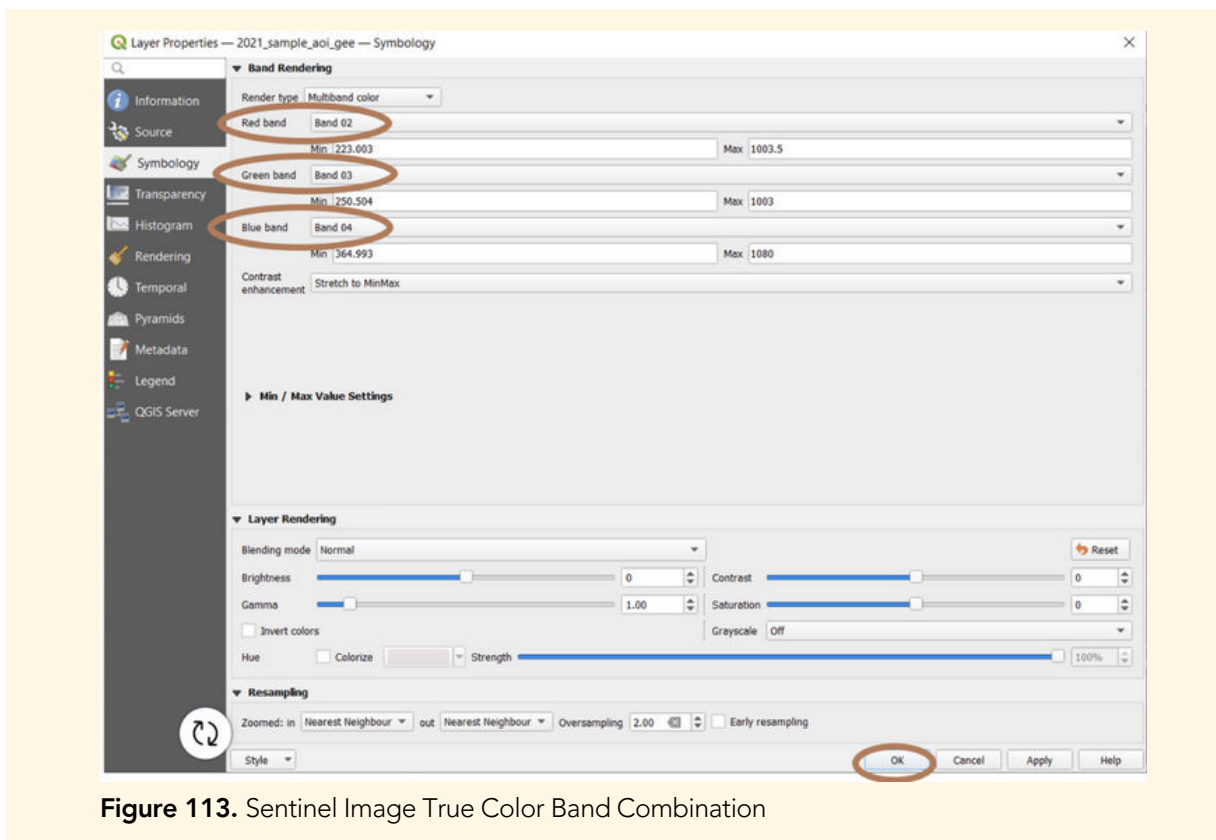 Layer Properties — 2021_sample_aoi_gee — Symbology
Band Rendering
Information
Render type Multiband color
Red band Band 02
Source
Min 223.003 Max 1003.5
Symbology
Green band Band 03
Transparency
Min 250.504 Max 1003
Histogram
Blue band Band 04
Rendering
Min 364.993 Max 1080
Contrast enhancement Stretch to MinMax
Temporal
Pyramids
Metadata
Legend
Min / Max Value Settings
QGIS Server
Layer Rendering
Blending mode Normal Reset
Brightness 0 Contrast 0
Gamma 1.00 Saturation 0
Invert colors Grayscale Off
Hue Colorize Strength 100%
Resampling
Zoomed: in Nearest Neighbour out Nearest Neighbour Oversampling 2.00 Early resampling
Style OK Cancel Apply Help
Figure 113. Sentinel Image True Color Band Combination